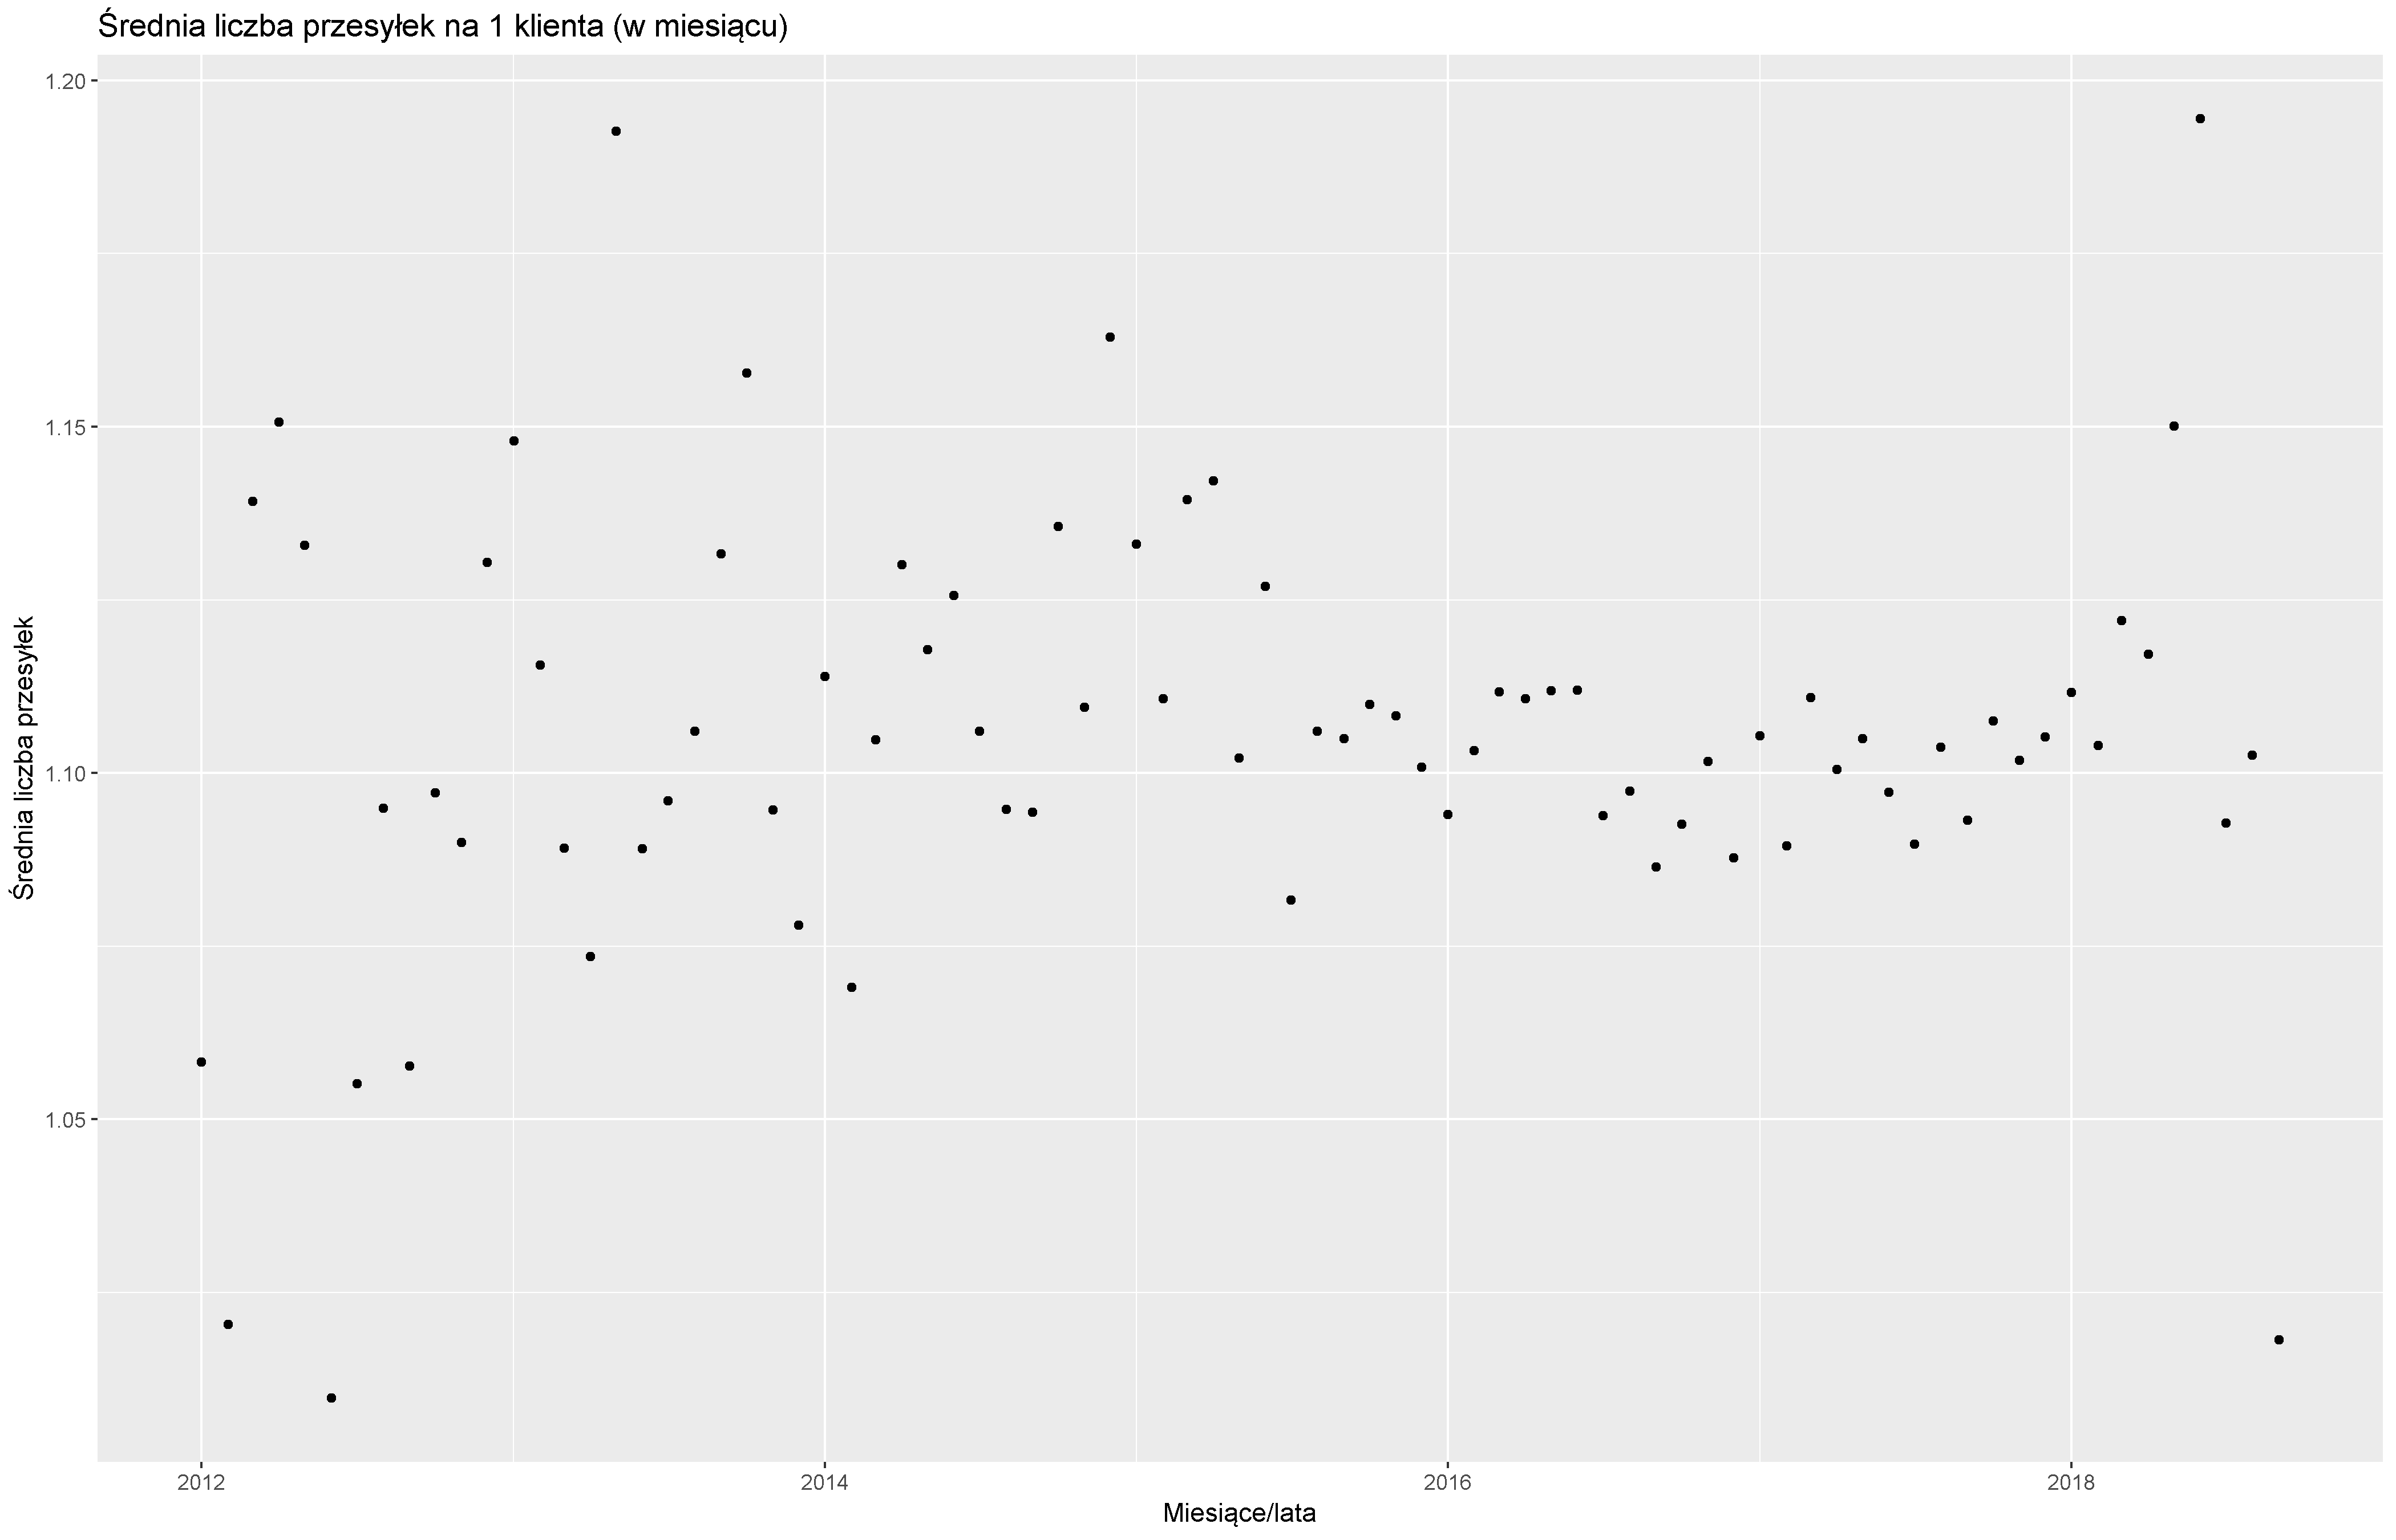 Średnia liczba przesyłek na 1 klienta (w miesiącu)
Średnia liczba przesyłek
1.20
1.15
1.10
1.05
2012
2014
2016
2018
Miesiące/lata